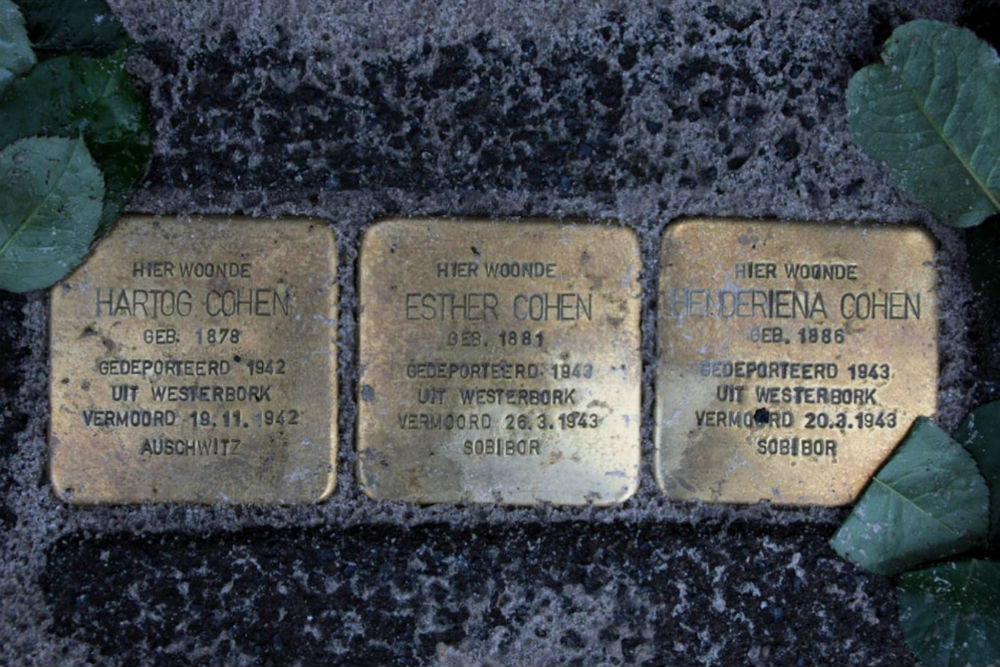 HIER WOONDE
HARTOG COHEN
GEB. 1878
GEDEPORTEERD 1942
UIT WESTERBORK
VERMOORD 19.11.1942
AUSCHWITZ
HIER WOONDE
ESTHER COHEN
GEB. 1881
GEDEPORTEERD 1943
UIT WESTERBORK
VERMOORD 26.3.1943
SOBIBOR
HIER WOONDE
HENDERIENA COHEN
GEB. 1886
GEDEPORTEERD 1943
UIT WESTERBORK
VERMOORD 20.3.1943
SOBIBOR